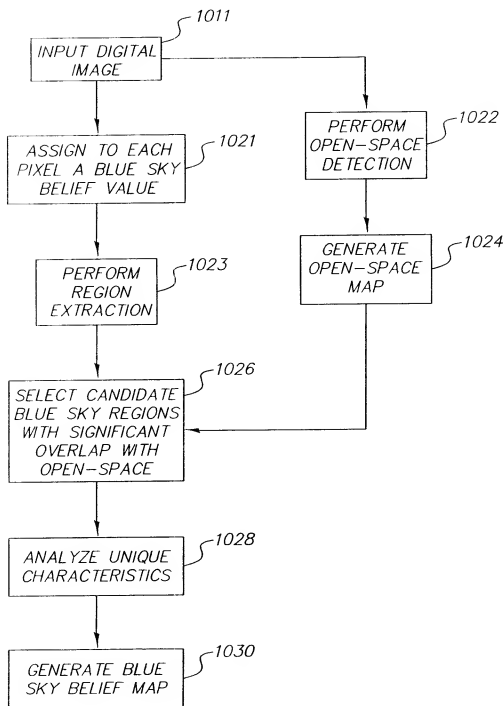 1011
INPUT DIGITAL
IMAGE
1021
ASSIGN TO EACH
PIXEL A BLUE SKY
BELIEF VALUE
1022
PERFORM
OPEN-SPACE
DETECTION
1023
PERFORM
REGION
EXTRACTION
1024
GENERATE
OPEN-SPACE
MAP
1026
SELECT CANDIDATE
BLUE SKY REGIONS
WITH SIGNIFICANT
OVERLAP WITH
OPEN-SPACE
1028
ANALYZE UNIQUE
CHARACTERISTICS
1030
GENERATE BLUE
SKY BELIEF MAP